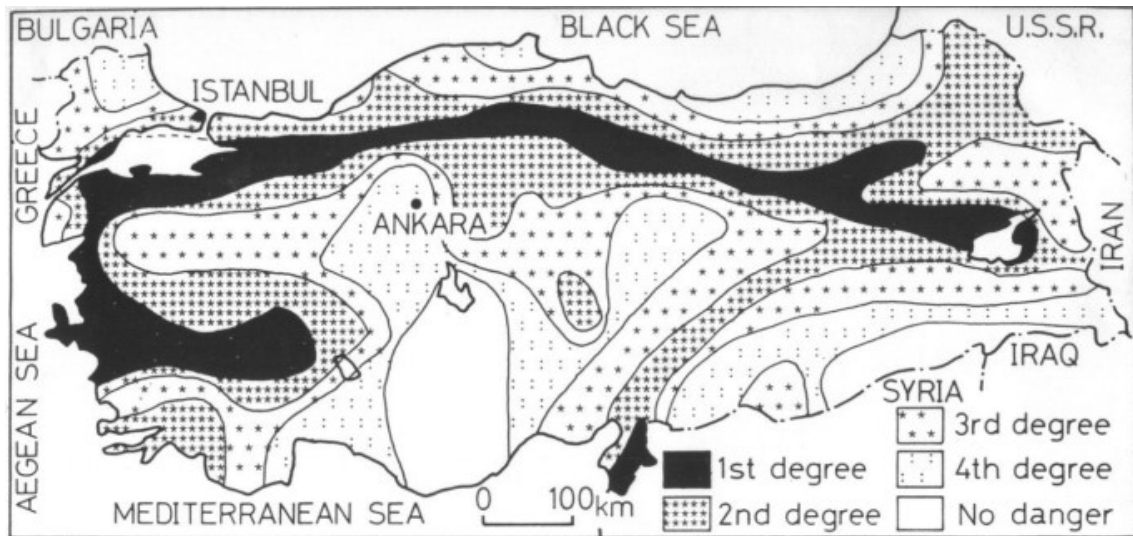 BULGARIA
BLACK SEA
U.S.S.R.
ISTANBUL
GREECE
ANKARA
IRAN
AEGEAN SEA
IRAQ
SYRIA
3rd degree
1st degree
4th degree
0 100km
2nd degree
No danger
MEDITERRANEAN SEA